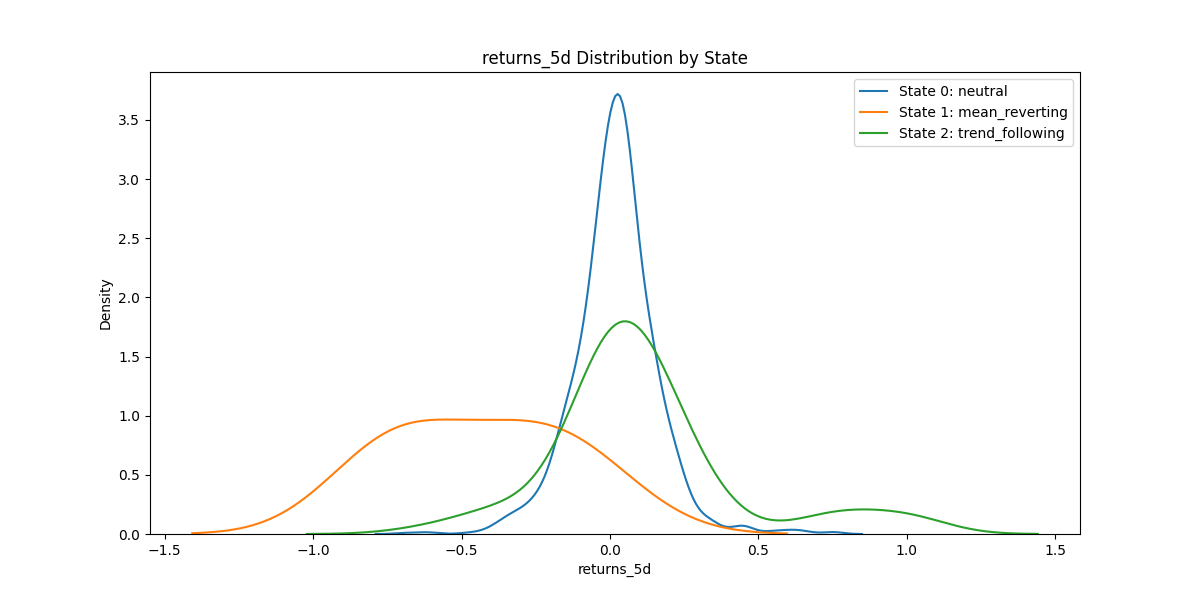 returns_5d Distribution by State
State 0: neutral
State 1: mean_reverting
State 2: trend_following
Density
3.5
3.0
2.5
2.0
1.5
1.0
0.5
0.0
−1.5 −1.0 −0.5 0.0 0.5 1.0 1.5
returns_5d